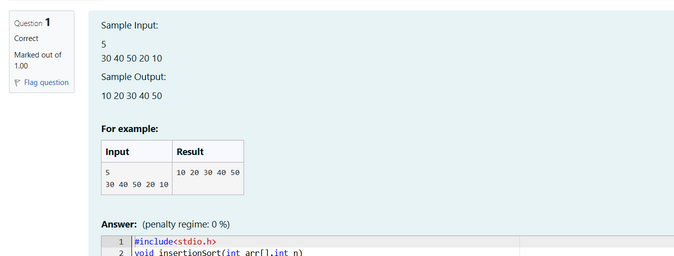 Question 1
Correct
Marked out of
1.00
Flag question
Sample Input:
5
30 40 50 20 10
Sample Output:
10 20 30 40 50
For example:
Input Result
5 10 20 30 40 50
30 40 50 20 10
Answer: (penalty regime: 0 %)
1 #include<stdio.h>
2 void insertionSort(int arr[],int n)